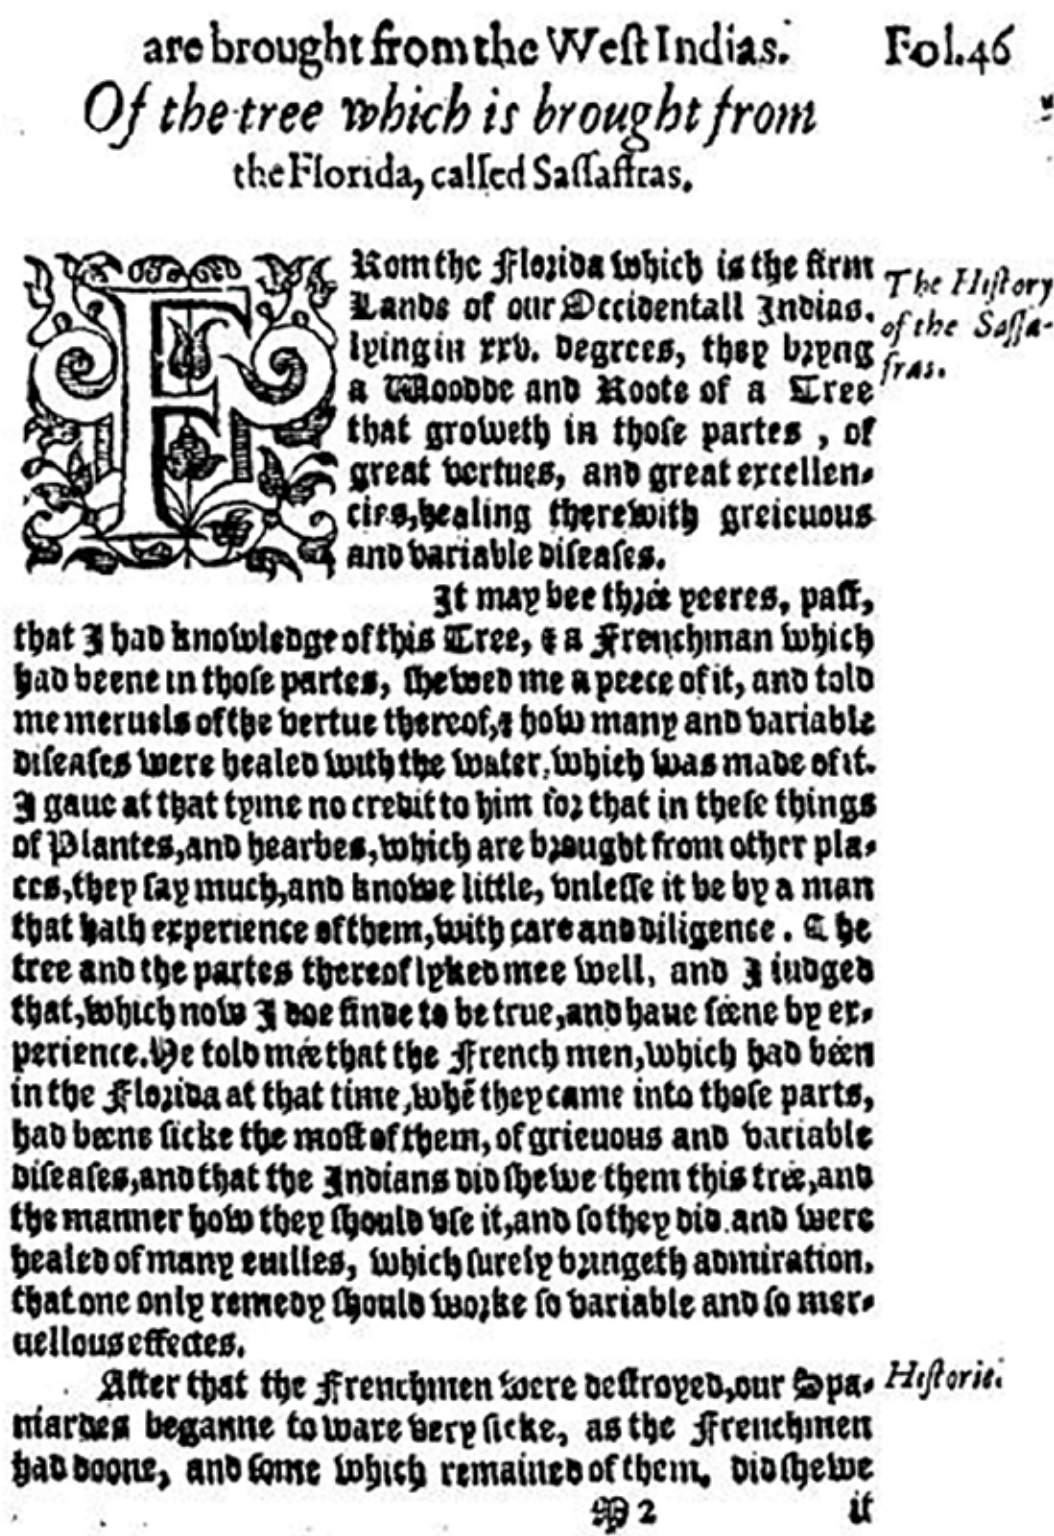 are brought from the Weſt Indias. Fol.46
Of the tree which is brought from
the Florida, called Saſſafras.
FRom the Florida which is the firm
Lands of our Occidentall Indias.
lying in xxv. degrees, they bryng
a Woodde and Roote of a Tree
that groweth in thoſe partes , of
great vertues, and great excellen-
cies,healing therewith greieuous
and variable diſeaſes.
The Hiſtory
of the Saſſa-
fras.
It may bee three yeeres, paſt,
that I had knowledge of this Tree, & a Frenchman which
had beene in thoſe partes, ſhewed me a peece of it, and told
me meruels of the vertue thereof,& how many and variable
diſeaſes were healed with the water, which was made of it.
I gaue at that tyme no credit to him for that in theſe things
of Plantes,and hearbes,which are brought from other pla-
ces,they ſay much,and knowe little, vnleſſe it be by a man
that hath experience of them,with care and diligence . The
tree and the partes thereof lyked mee well, and I iudged
that,which now I doe finde to be true,and haue ſeene by ex-
perience.He told mee that the French men,which had been
in the Florida at that time,whē they came into thoſe parts,
had beene ſicke the moſt of them, of grieuous and variable
diſeaſes,and that the Indians did ſhewe them this tree,and
the manner how they ſhould vſe it,and ſo they did.and were
healed of many euilles, which ſurely bringeth admiration.
that one only remedy ſhould worke ſo variable and ſo mer-
uellous effectes.
After that the Frenchmen were deſtroyed,our Spa-
niardes beganne to ware very ſicke, as the Frenchmen
had doone, and ſome which remained of them, did ſhewe
Hiſtorie.
M 2 it